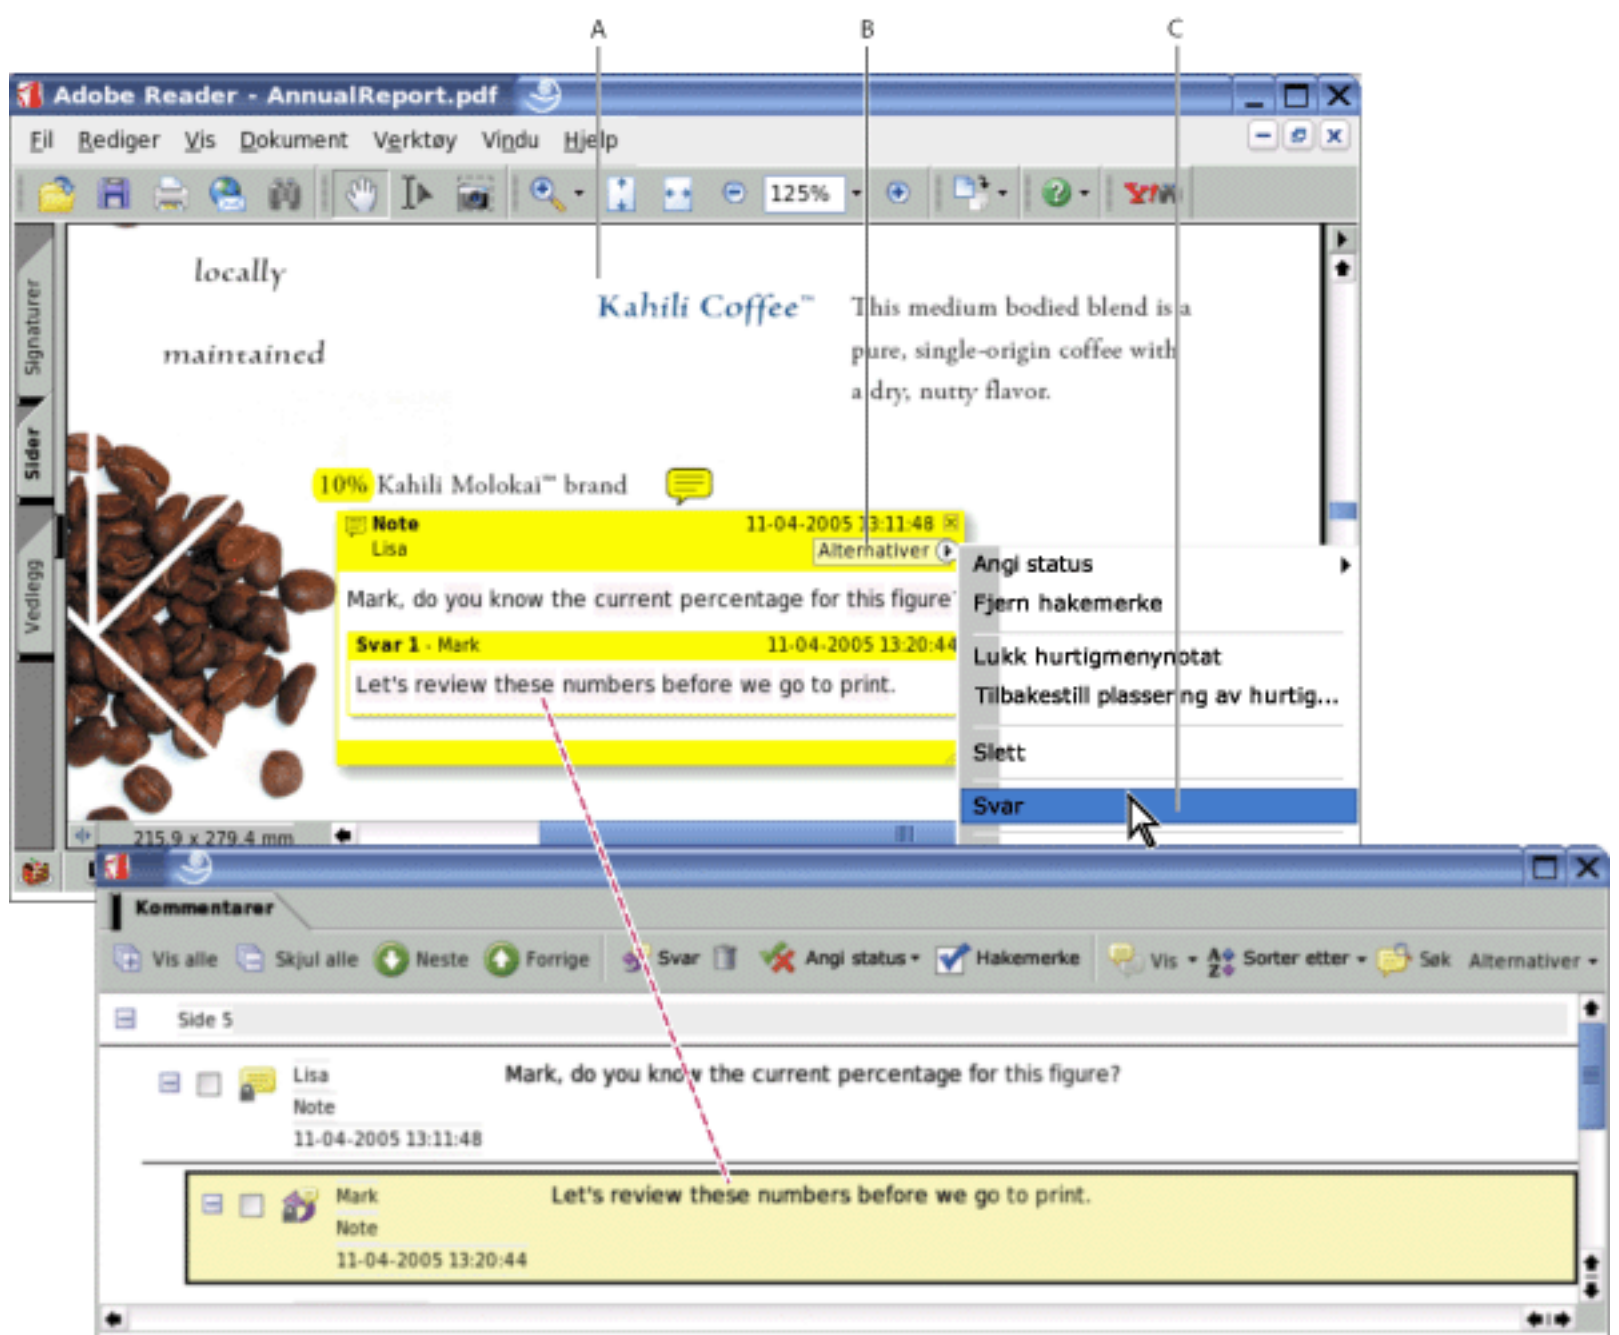 A B C
Adobe Reader - AnnualReport.pdf
Fil Rediger Vis Dokument Verktøy Vindu Hjelp
125%
Signaturer
Sider
Vedlegg
locally
maintained
Kahili Coffee™
This medium bodied blend is a
pure, single-origin coffee with
a dry, nutty flavor.
10% Kahili Molokai™ brand
Note 11-04-2005 13:11:48
Lisa Alternativer
Mark, do you know the current percentage for this figure?
Svar 1 - Mark 11-04-2005 13:20:44
Let's review these numbers before we go to print.
Angi status
Fjern hakemerke
Lukk hurtigmenynotat
Tilbakestill plassering av hurtig...
Slett
Svar
215,9 x 279,4 mm
Kommentarer
Vis alle Skjul alle Neste Forrige Svar Angi status Hakemerke Vis Sorter etter Søk Alternativer
Side 5
Lisa Mark, do you know the current percentage for this figure?
Note
11-04-2005 13:11:48
Mark Let's review these numbers before we go to print.
Note
11-04-2005 13:20:44